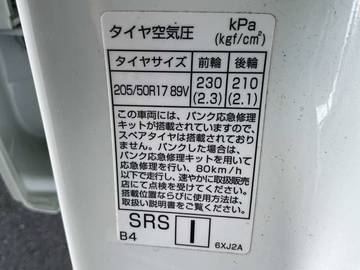 タイヤ空気圧 kPa
(kgf/cm²)
タイヤサイズ 前輪 後輪
205/50R17 89V 230 210
(2.3) (2.1)
この車両には、パンク応急修理
キットが搭載されていますので、
スペアタイヤは搭載されており
ません。パンクした場合は、
パンク応急修理キットを用いて
応急修理を行い、80km/h
以下で走行し、速やかに取扱販売
店にて点検を受けてください。
搭載位置ならびに使用方法は、
取扱い説明書をご覧ください。
SRS I
B4 6XJ2A